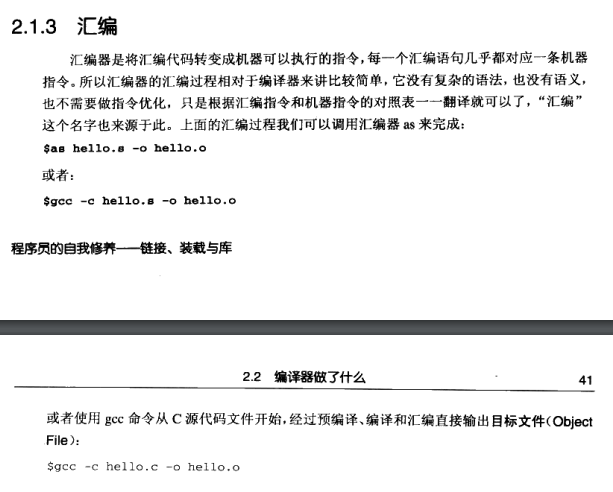 2.1.3 汇编
汇编器是将汇编代码转变成机器可以执行的指令，每一个汇编语句几乎都对应一条机器
指令。所以汇编器的汇编过程相对于编译器来讲比较简单，它没有复杂的语法，也没有语义，
也不需要做指令优化，只是根据汇编指令和机器指令的对照表一一翻译就可以了，“汇编”
这个名字也来源于此。上面的汇编过程我们可以调用汇编器 as 来完成：
$as hello.s -o hello.o
或者：
$gcc -c hello.s -o hello.o
程序员的自我修养——链接、装载与库
2.2 编译器做了什么 41
或者使用 gcc 命令从 C 源代码文件开始，经过预编译、编译和汇编直接输出目标文件（Object
File）：
$gcc -c hello.c -o hello.o